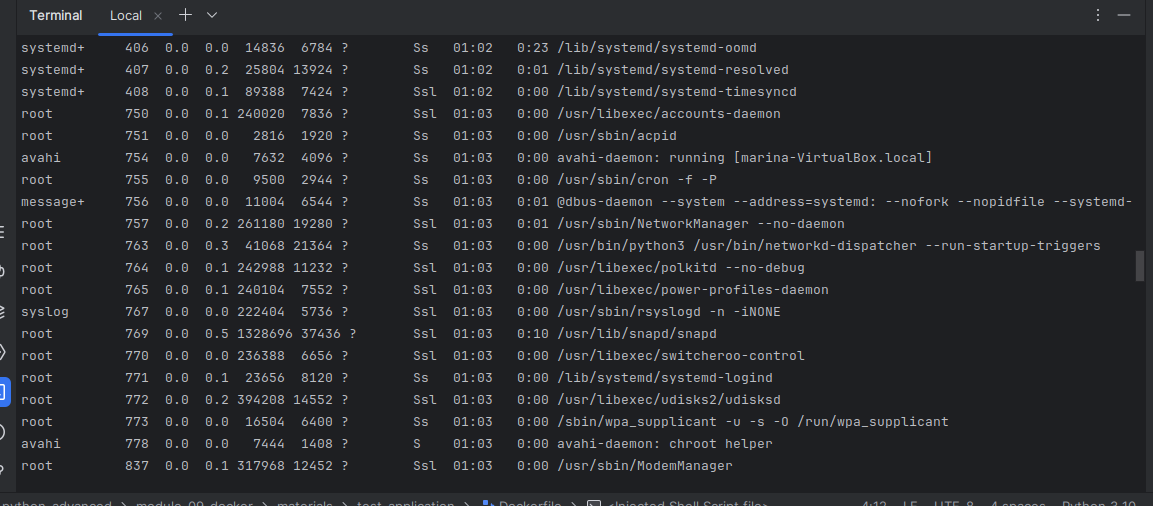 Terminal Local
systemd+ 406 0.0 0.0 14836 6784 ? Ss 01:02 0:23 /lib/systemd/systemd-oomd
systemd+ 407 0.0 0.2 25804 13924 ? Ss 01:02 0:01 /lib/systemd/systemd-resolved
systemd+ 408 0.0 0.1 89388 7424 ? Ssl 01:02 0:00 /lib/systemd/systemd-timesyncd
root 750 0.0 0.1 240020 7836 ? Ssl 01:03 0:00 /usr/libexec/accounts-daemon
root 751 0.0 0.0 2816 1920 ? Ss 01:03 0:00 /usr/sbin/acpid
avahi 754 0.0 0.0 7632 4096 ? Ss 01:03 0:00 avahi-daemon: running [marina-VirtualBox.local]
root 755 0.0 0.0 9500 2944 ? Ss 01:03 0:00 /usr/sbin/cron -f -P
message+ 756 0.0 0.0 11004 6544 ? Ss 01:03 0:01 @dbus-daemon --system --address=systemd: --nofork --nopidfile --systemd-
root 757 0.0 0.2 261180 19280 ? Ssl 01:03 0:01 /usr/sbin/NetworkManager --no-daemon
root 763 0.0 0.3 41068 21364 ? Ss 01:03 0:00 /usr/bin/python3 /usr/bin/networkd-dispatcher --run-startup-triggers
root 764 0.0 0.1 242988 11232 ? Ssl 01:03 0:00 /usr/libexec/polkitd --no-debug
root 765 0.0 0.1 240104 7552 ? Ssl 01:03 0:00 /usr/libexec/power-profiles-daemon
syslog 767 0.0 0.0 222404 5736 ? Ssl 01:03 0:00 /usr/sbin/rsyslogd -n -iNONE
root 769 0.0 0.5 1328696 37436 ? Ssl 01:03 0:10 /usr/lib/snapd/snapd
root 770 0.0 0.0 236388 6656 ? Ssl 01:03 0:00 /usr/libexec/switcheroo-control
root 771 0.0 0.1 23656 8120 ? Ss 01:03 0:00 /lib/systemd/systemd-logind
root 772 0.0 0.2 394208 14552 ? Ssl 01:03 0:00 /usr/libexec/udisks2/udisksd
root 773 0.0 0.0 16504 6400 ? Ss 01:03 0:00 /sbin/wpa_supplicant -u -s -O /run/wpa_supplicant
avahi 778 0.0 0.0 7444 1408 ? S 01:03 0:00 avahi-daemon: chroot helper
root 837 0.0 0.1 317968 12452 ? Ssl 01:03 0:00 /usr/sbin/ModemManager
python_advanced > module_00_docker > materials > test_application > Dockerfile > <Injected Shell Script file> 4:12 LF UTF-8 4 spaces Python 3.10